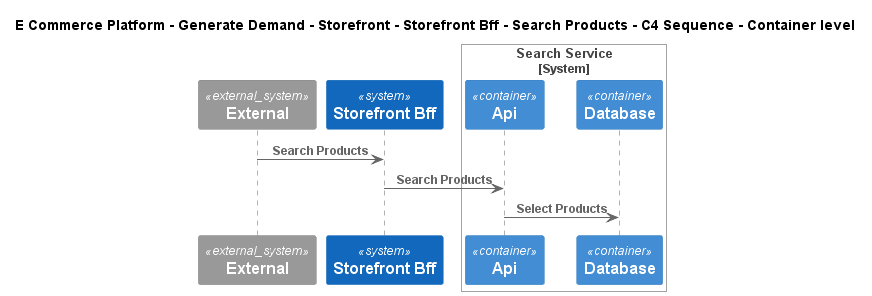 E Commerce Platform - Generate Demand - Storefront - Storefront Bff - Search Products - C4 Sequence - Container level
Search Service
[System]
«external_system»
External
«system»
Storefront Bff
«container»
Api
«container»
Database
Search Products
Search Products
Select Products
«external_system»
External
«system»
Storefront Bff
«container»
Api
«container»
Database